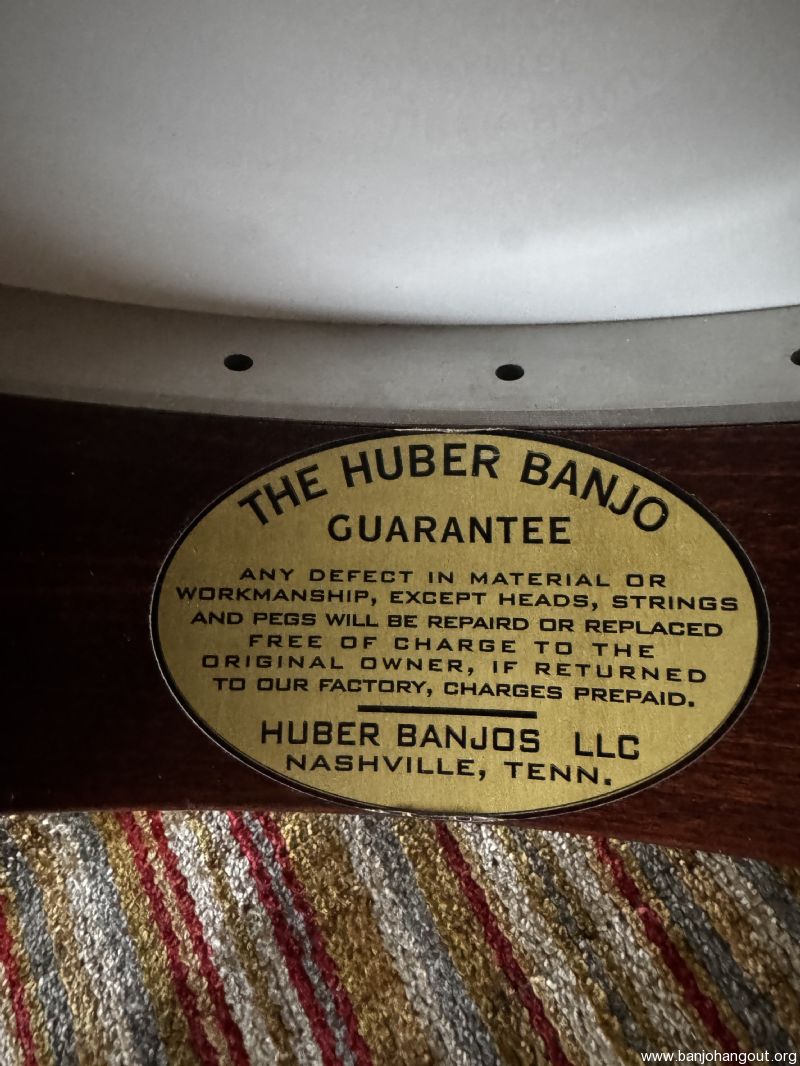 THE HUBER BANJO
GUARANTEE
ANY DEFECT IN MATERIAL OR
WORKMANSHIP, EXCEPT HEADS, STRINGS
AND PEGS WILL BE REPAIRD OR REPLACED
FREE OF CHARGE TO THE
ORIGINAL OWNER, IF RETURNED
TO OUR FACTORY, CHARGES PREPAID.
HUBER BANJOS LLC
NASHVILLE, TENN.
www.banjohangout.org